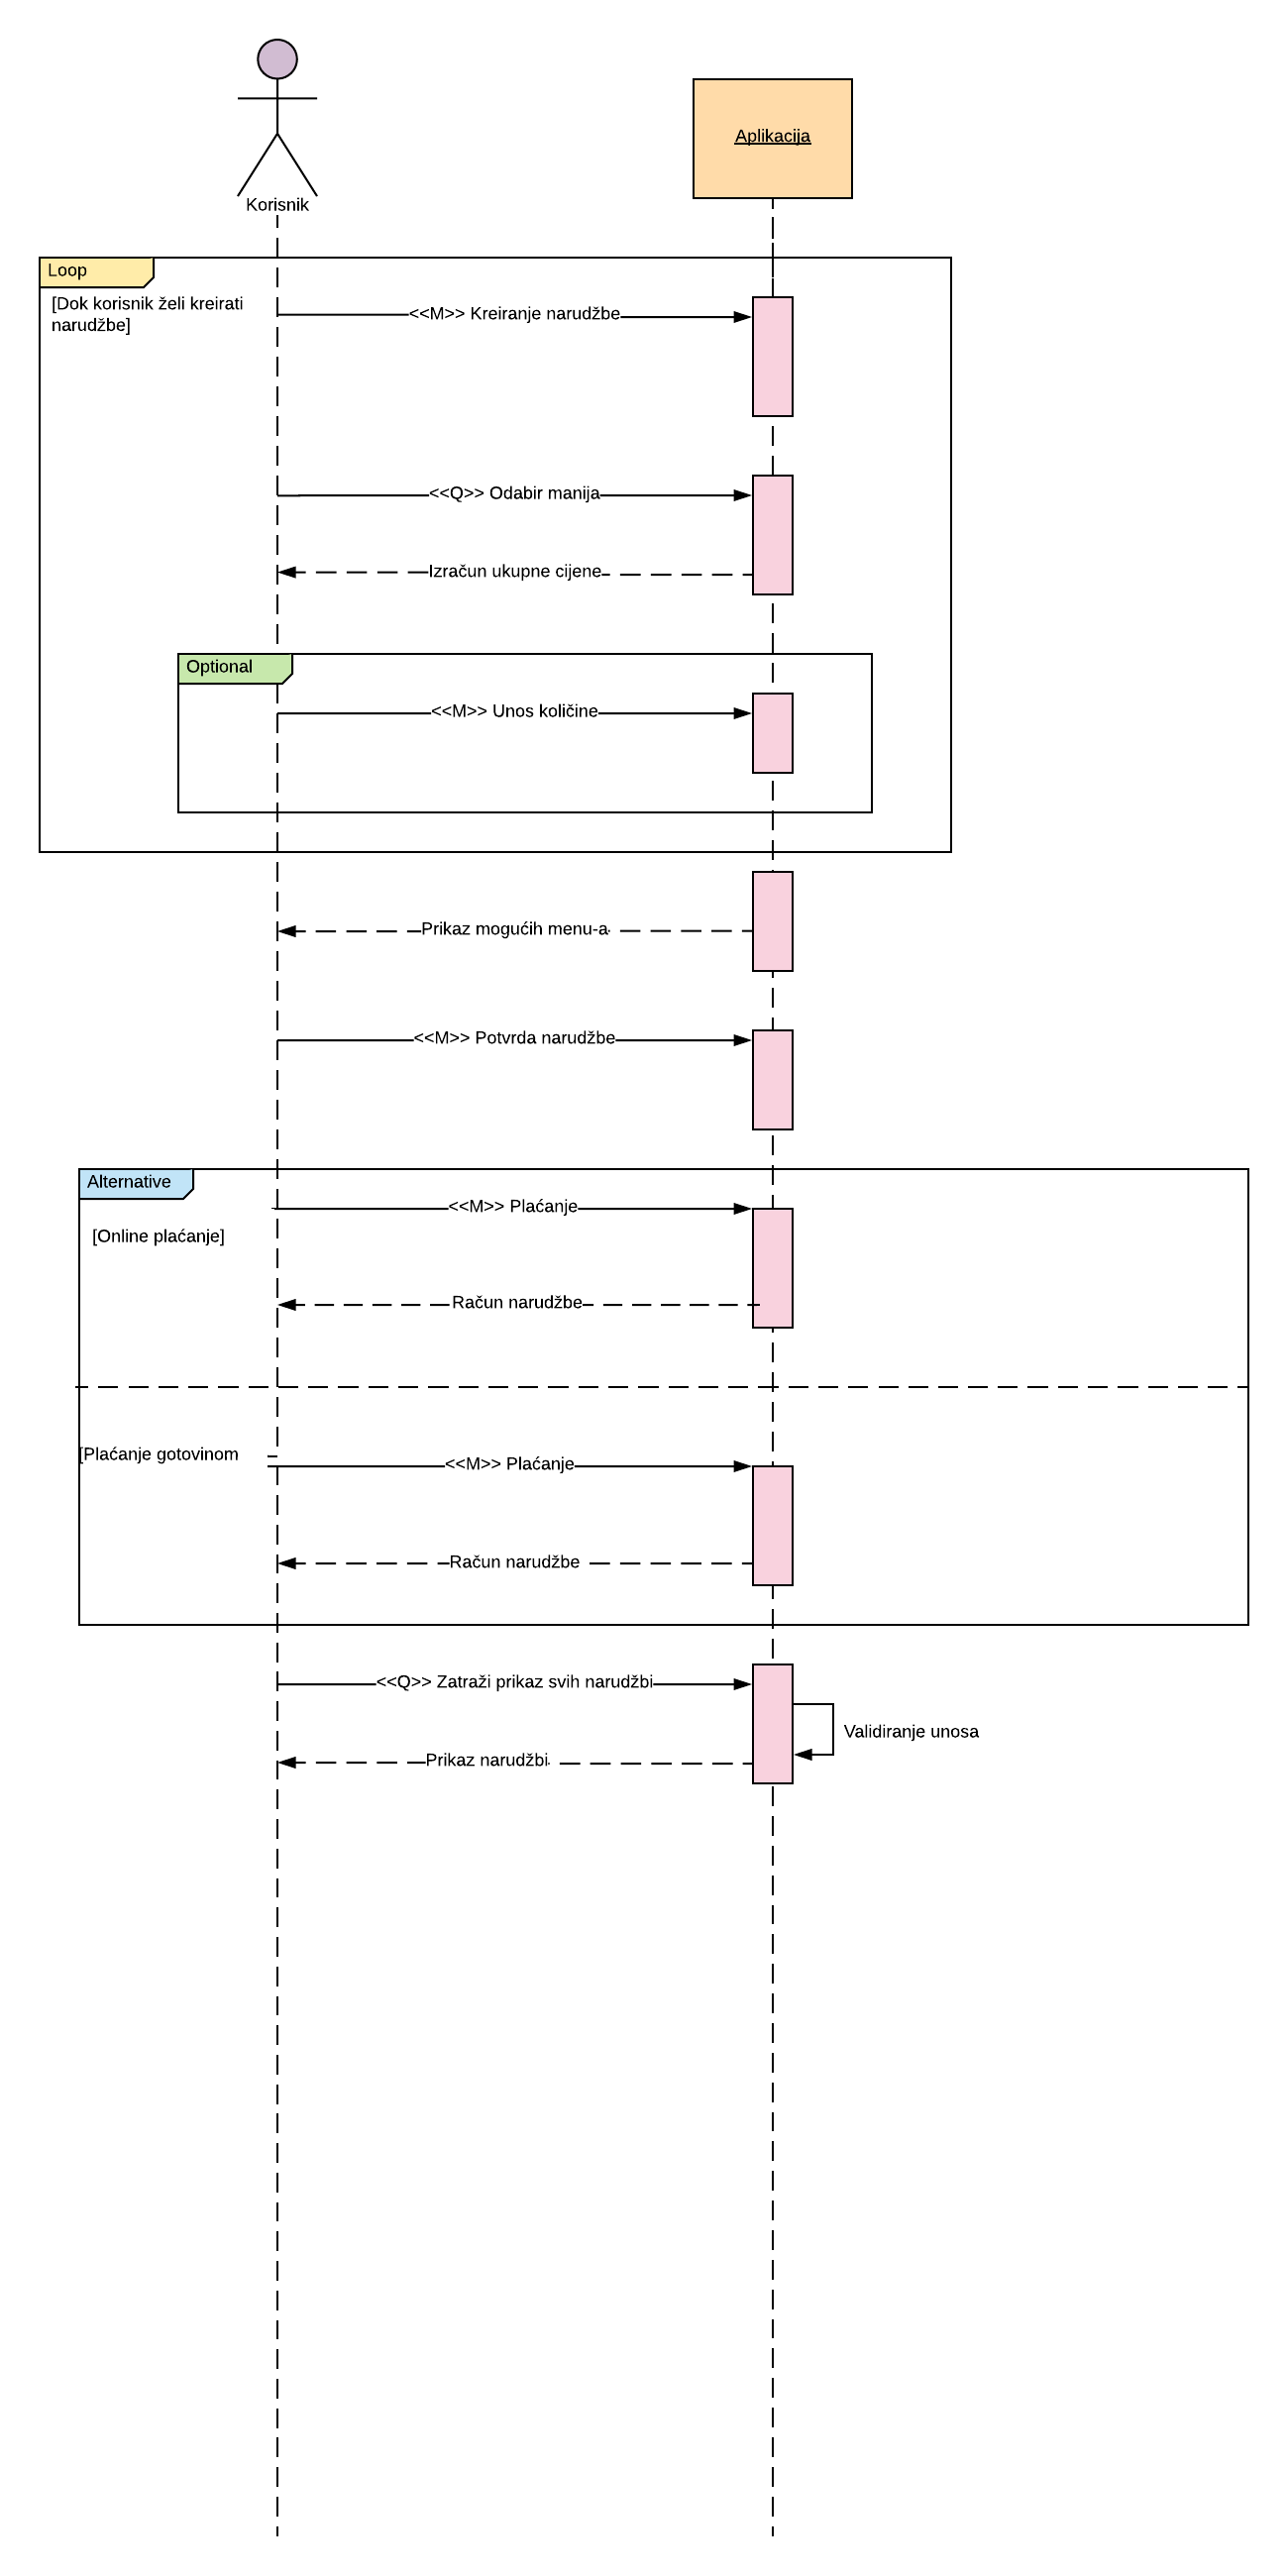 Korisnik
Aplikacija
Loop
[Dok korisnik želi kreirati
narudžbe]
<<M>> Kreiranje narudžbe
<<Q>> Odabir manija
Izračun ukupne cijene
Optional
<<M>> Unos količine
Prikaz mogućih menu-a
<<M>> Potvrda narudžbe
Alternative
<<M>> Plaćanje
[Online plaćanje]
Račun narudžbe
[Plaćanje gotovinom
<<M>> Plaćanje
Račun narudžbe
<<Q>> Zatraži prikaz svih narudžbi
Validiranje unosa
Prikaz narudžbi